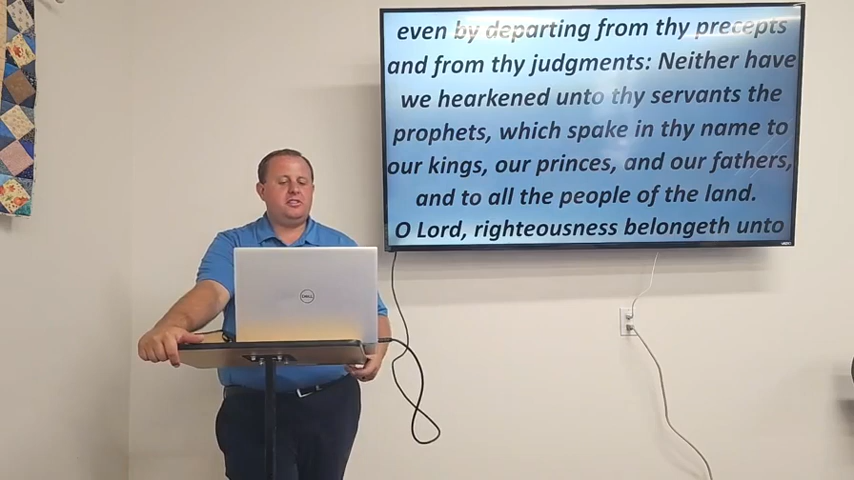 even by departing from thy precepts
and from thy judgments: Neither have
we hearkened unto thy servants the
prophets, which spake in thy name to
our kings, our princes, and our fathers,
and to all the people of the land.
O Lord, righteousness belongeth unto
DELL